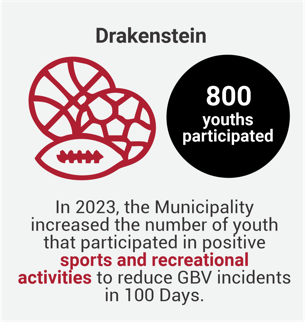 Drakenstein
800
youths
participated
In 2023, the Municipality
increased the number of youth
that participated in positive
sports and recreational
activities to reduce GBV incidents
in 100 Days.